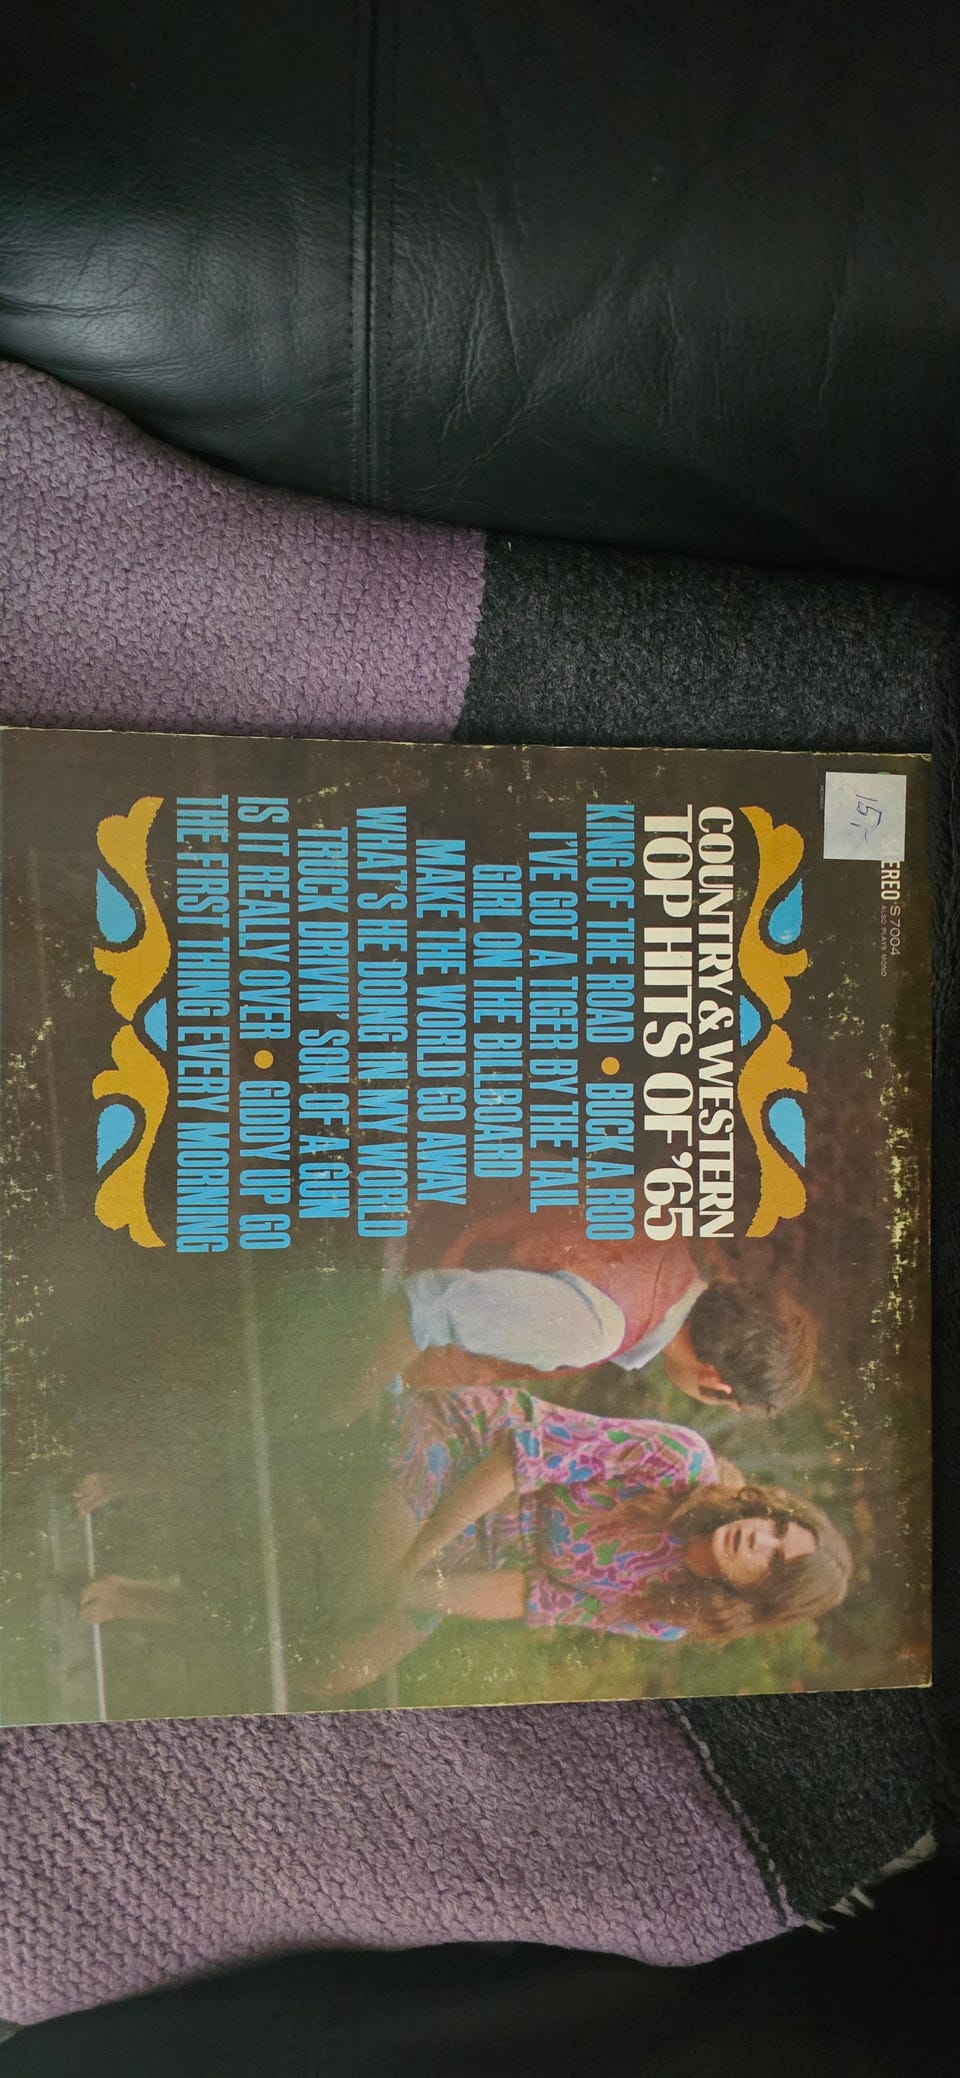 15,-
STEREO S7004
ALSO PLAYS MONO
RECORDS
COUNTRY & WESTERN
TOP HITS OF '65
KING OF THE ROAD • BUCK A ROO
I'VE GOT A TIGER BY THE TAIL
GIRL ON THE BILLBOARD
MAKE THE WORLD GO AWAY
WHAT'S HE DOING IN MY WORLD
TRUCK DRIVIN' SON OF A GUN
IS IT REALLY OVER • GIDDY UP GO
THE FIRST THING EVERY MORNING